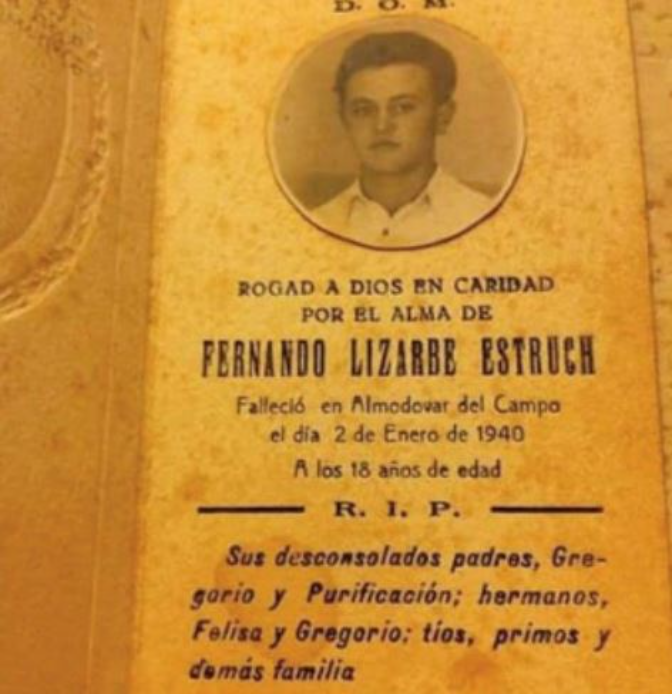 D. O. M.
ROGAD A DIOS EN CARIDAD
POR EL ALMA DE
FERNANDO LIZARBE ESTRUCH
Falleció en Almodovar del Campo
el día 2 de Enero de 1940
A los 18 años de edad
R. I. P.
Sus desconsolados padres, Gre-
gorio y Purificación; hermanos,
Felisa y Gregorio; tios, primos y
demás familia